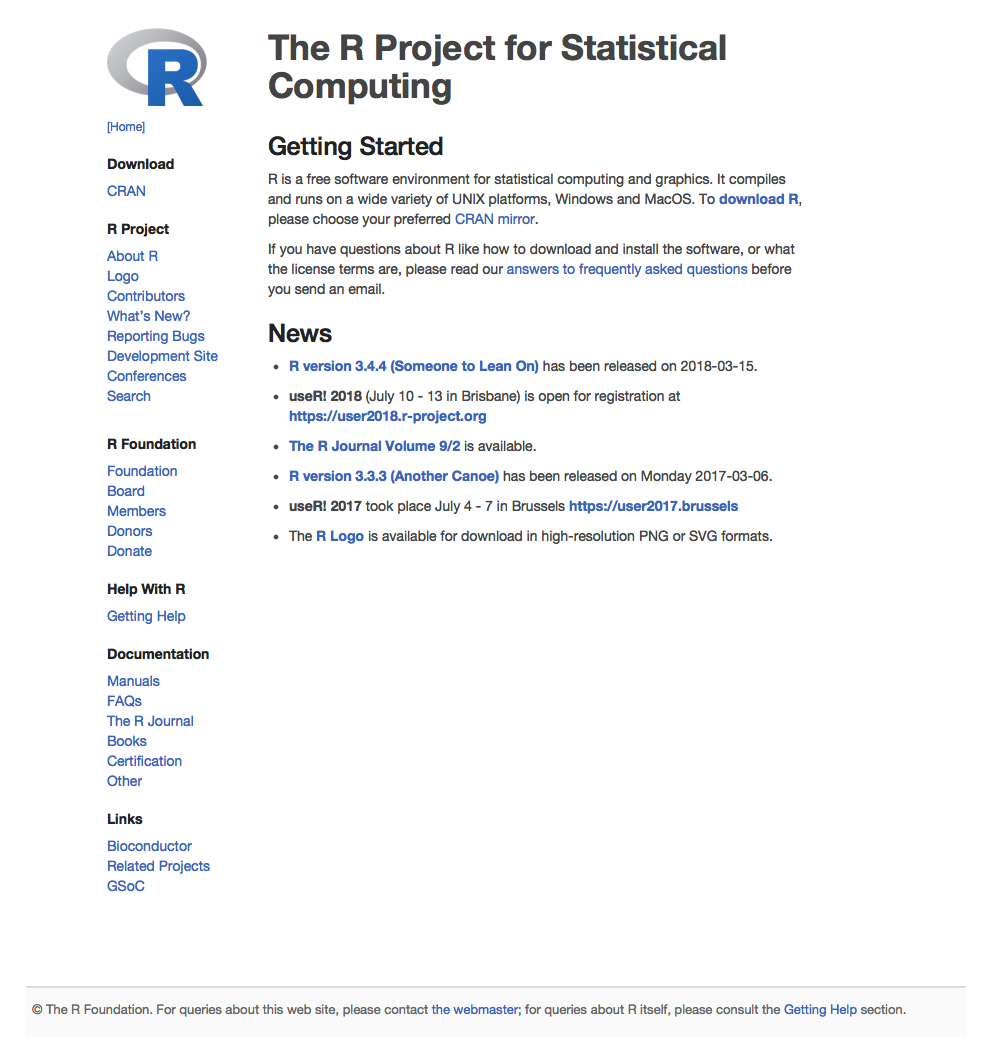 R
[Home]
Download
CRAN
R Project
About R
Logo
Contributors
What's New?
Reporting Bugs
Development Site
Conferences
Search
R Foundation
Foundation
Board
Members
Donors
Donate
Help With R
Getting Help
Documentation
Manuals
FAQs
The R Journal
Books
Certification
Other
Links
Bioconductor
Related Projects
GSoC
The R Project for Statistical
Computing
Getting Started
R is a free software environment for statistical computing and graphics. It compiles
and runs on a wide variety of UNIX platforms, Windows and MacOS. To download R,
please choose your preferred CRAN mirror.
If you have questions about R like how to download and install the software, or what
the license terms are, please read our answers to frequently asked questions before
you send an email.
News
• R version 3.4.4 (Someone to Lean On) has been released on 2018-03-15.
• useR! 2018 (July 10 - 13 in Brisbane) is open for registration at
https://user2018.r-project.org
• The R Journal Volume 9/2 is available.
• R version 3.3.3 (Another Canoe) has been released on Monday 2017-03-06.
• useR! 2017 took place July 4 - 7 in Brussels https://user2017.brussels
• The R Logo is available for download in high-resolution PNG or SVG formats.
© The R Foundation. For queries about this web site, please contact the webmaster; for queries about R itself, please consult the Getting Help section.